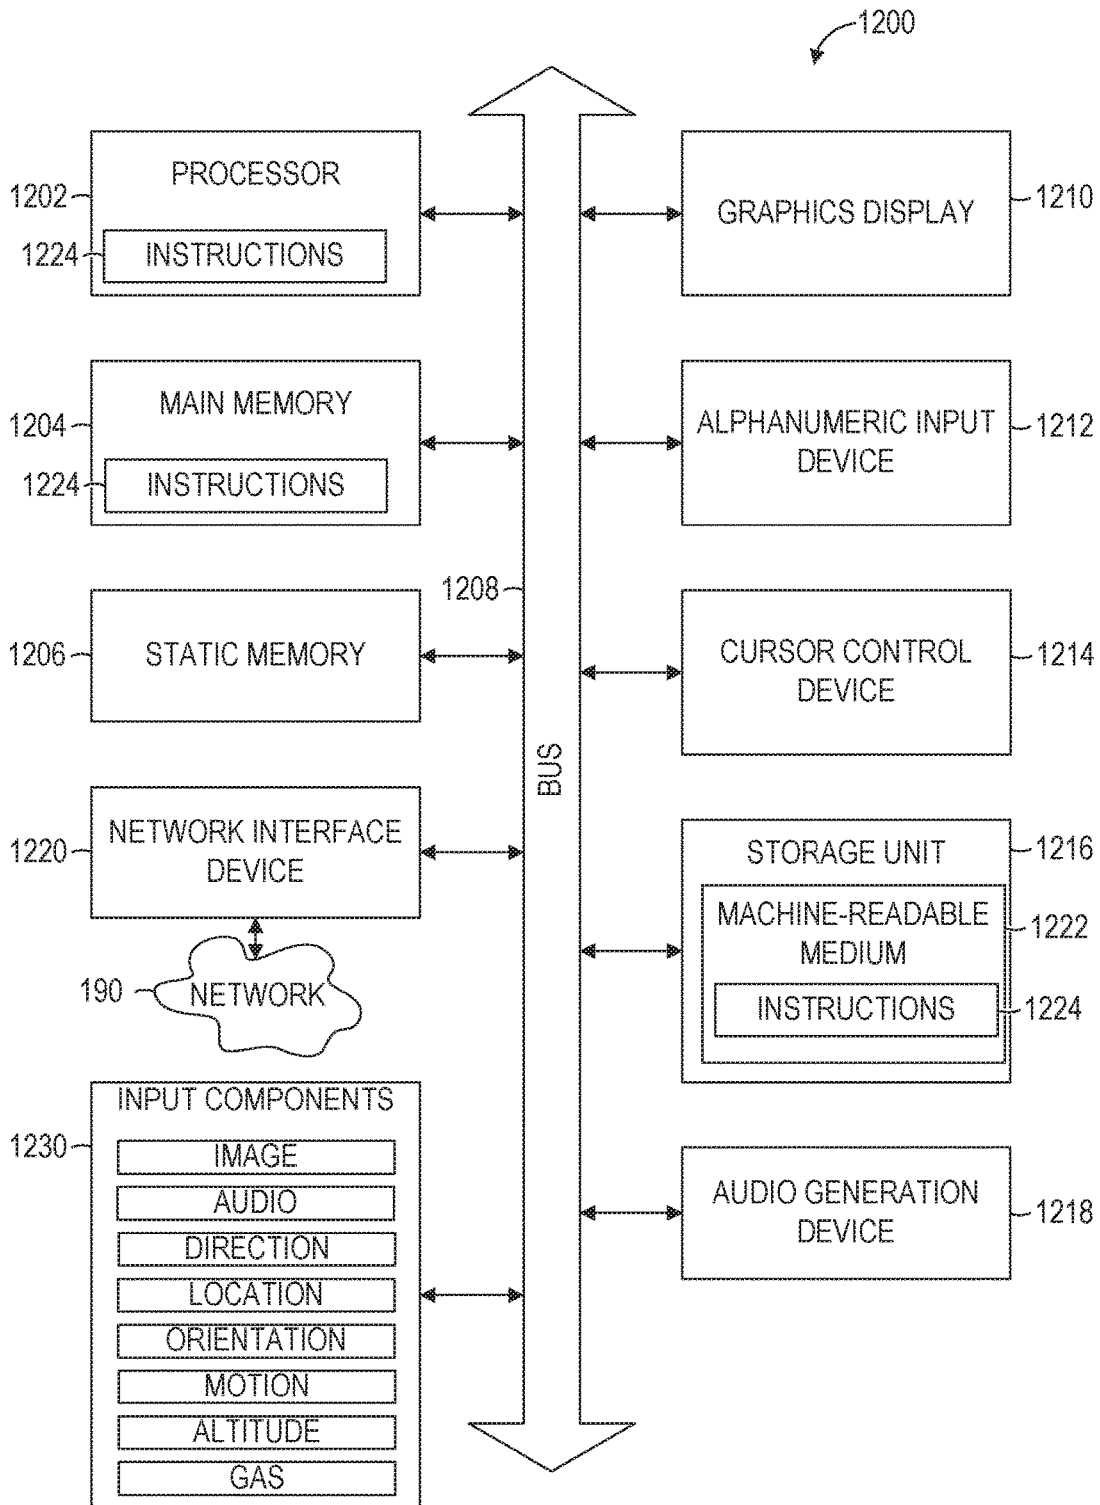 1200
PROCESSOR
1202
1224
INSTRUCTIONS
MAIN MEMORY
1204
1224
INSTRUCTIONS
1206
STATIC MEMORY
1220
NETWORK INTERFACE
DEVICE
190
NETWORK
INPUT COMPONENTS
1230
IMAGE
AUDIO
DIRECTION
LOCATION
ORIENTATION
MOTION
ALTITUDE
GAS
1208
BUS
GRAPHICS DISPLAY
1210
ALPHANUMERIC INPUT
DEVICE
1212
CURSOR CONTROL
DEVICE
1214
STORAGE UNIT
1216
MACHINE-READABLE
MEDIUM
1222
INSTRUCTIONS
1224
AUDIO GENERATION
DEVICE
1218